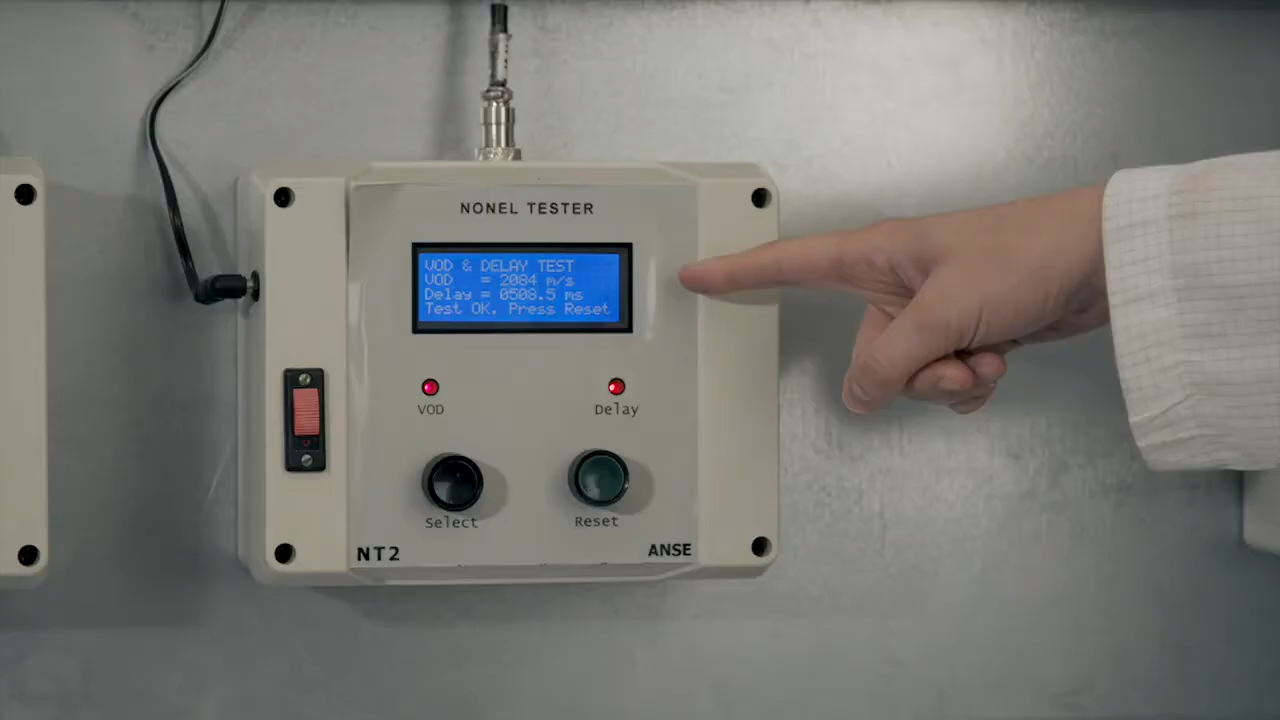 NONEL TESTER
VOD & DELAY TEST
VOD = 2084 m/s
Delay = 0508.5 ms
Test OK. Press Reset
VOD Delay
Select Reset
NT2 ANSE